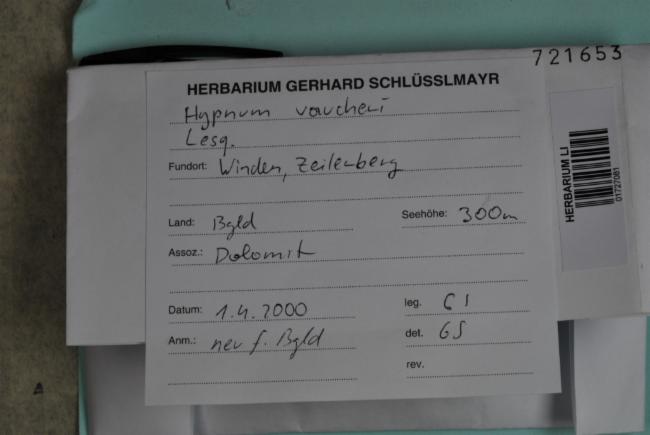 721653
HERBARIUM GERHARD SCHLÜSSLMAYR
Hypnum vaucheri
Lesq.
Fundort: Winden, Zeilerberg
Land: Bgld Seehöhe: 300m
Assoz.: Dolomit
Datum: 1.4.2000 leg. GS
Anm.: neu f. Bgld det. GS
rev.
HERBARIUM LI
01727081